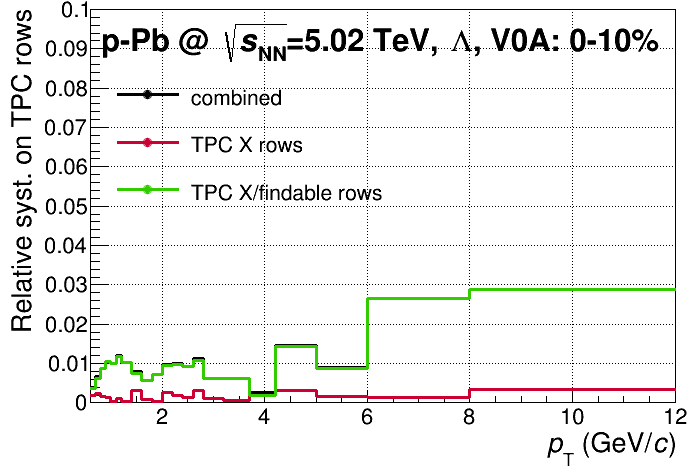 p-Pb @ √sNN=5.02 TeV, Λ, V0A: 0-10%
combined
TPC X rows
TPC X/findable rows
Relative syst. on TPC rows
0.1
0.09
0.08
0.07
0.06
0.05
0.04
0.03
0.02
0.01
0
2 4 6 8 10 12
pT (GeV/c)